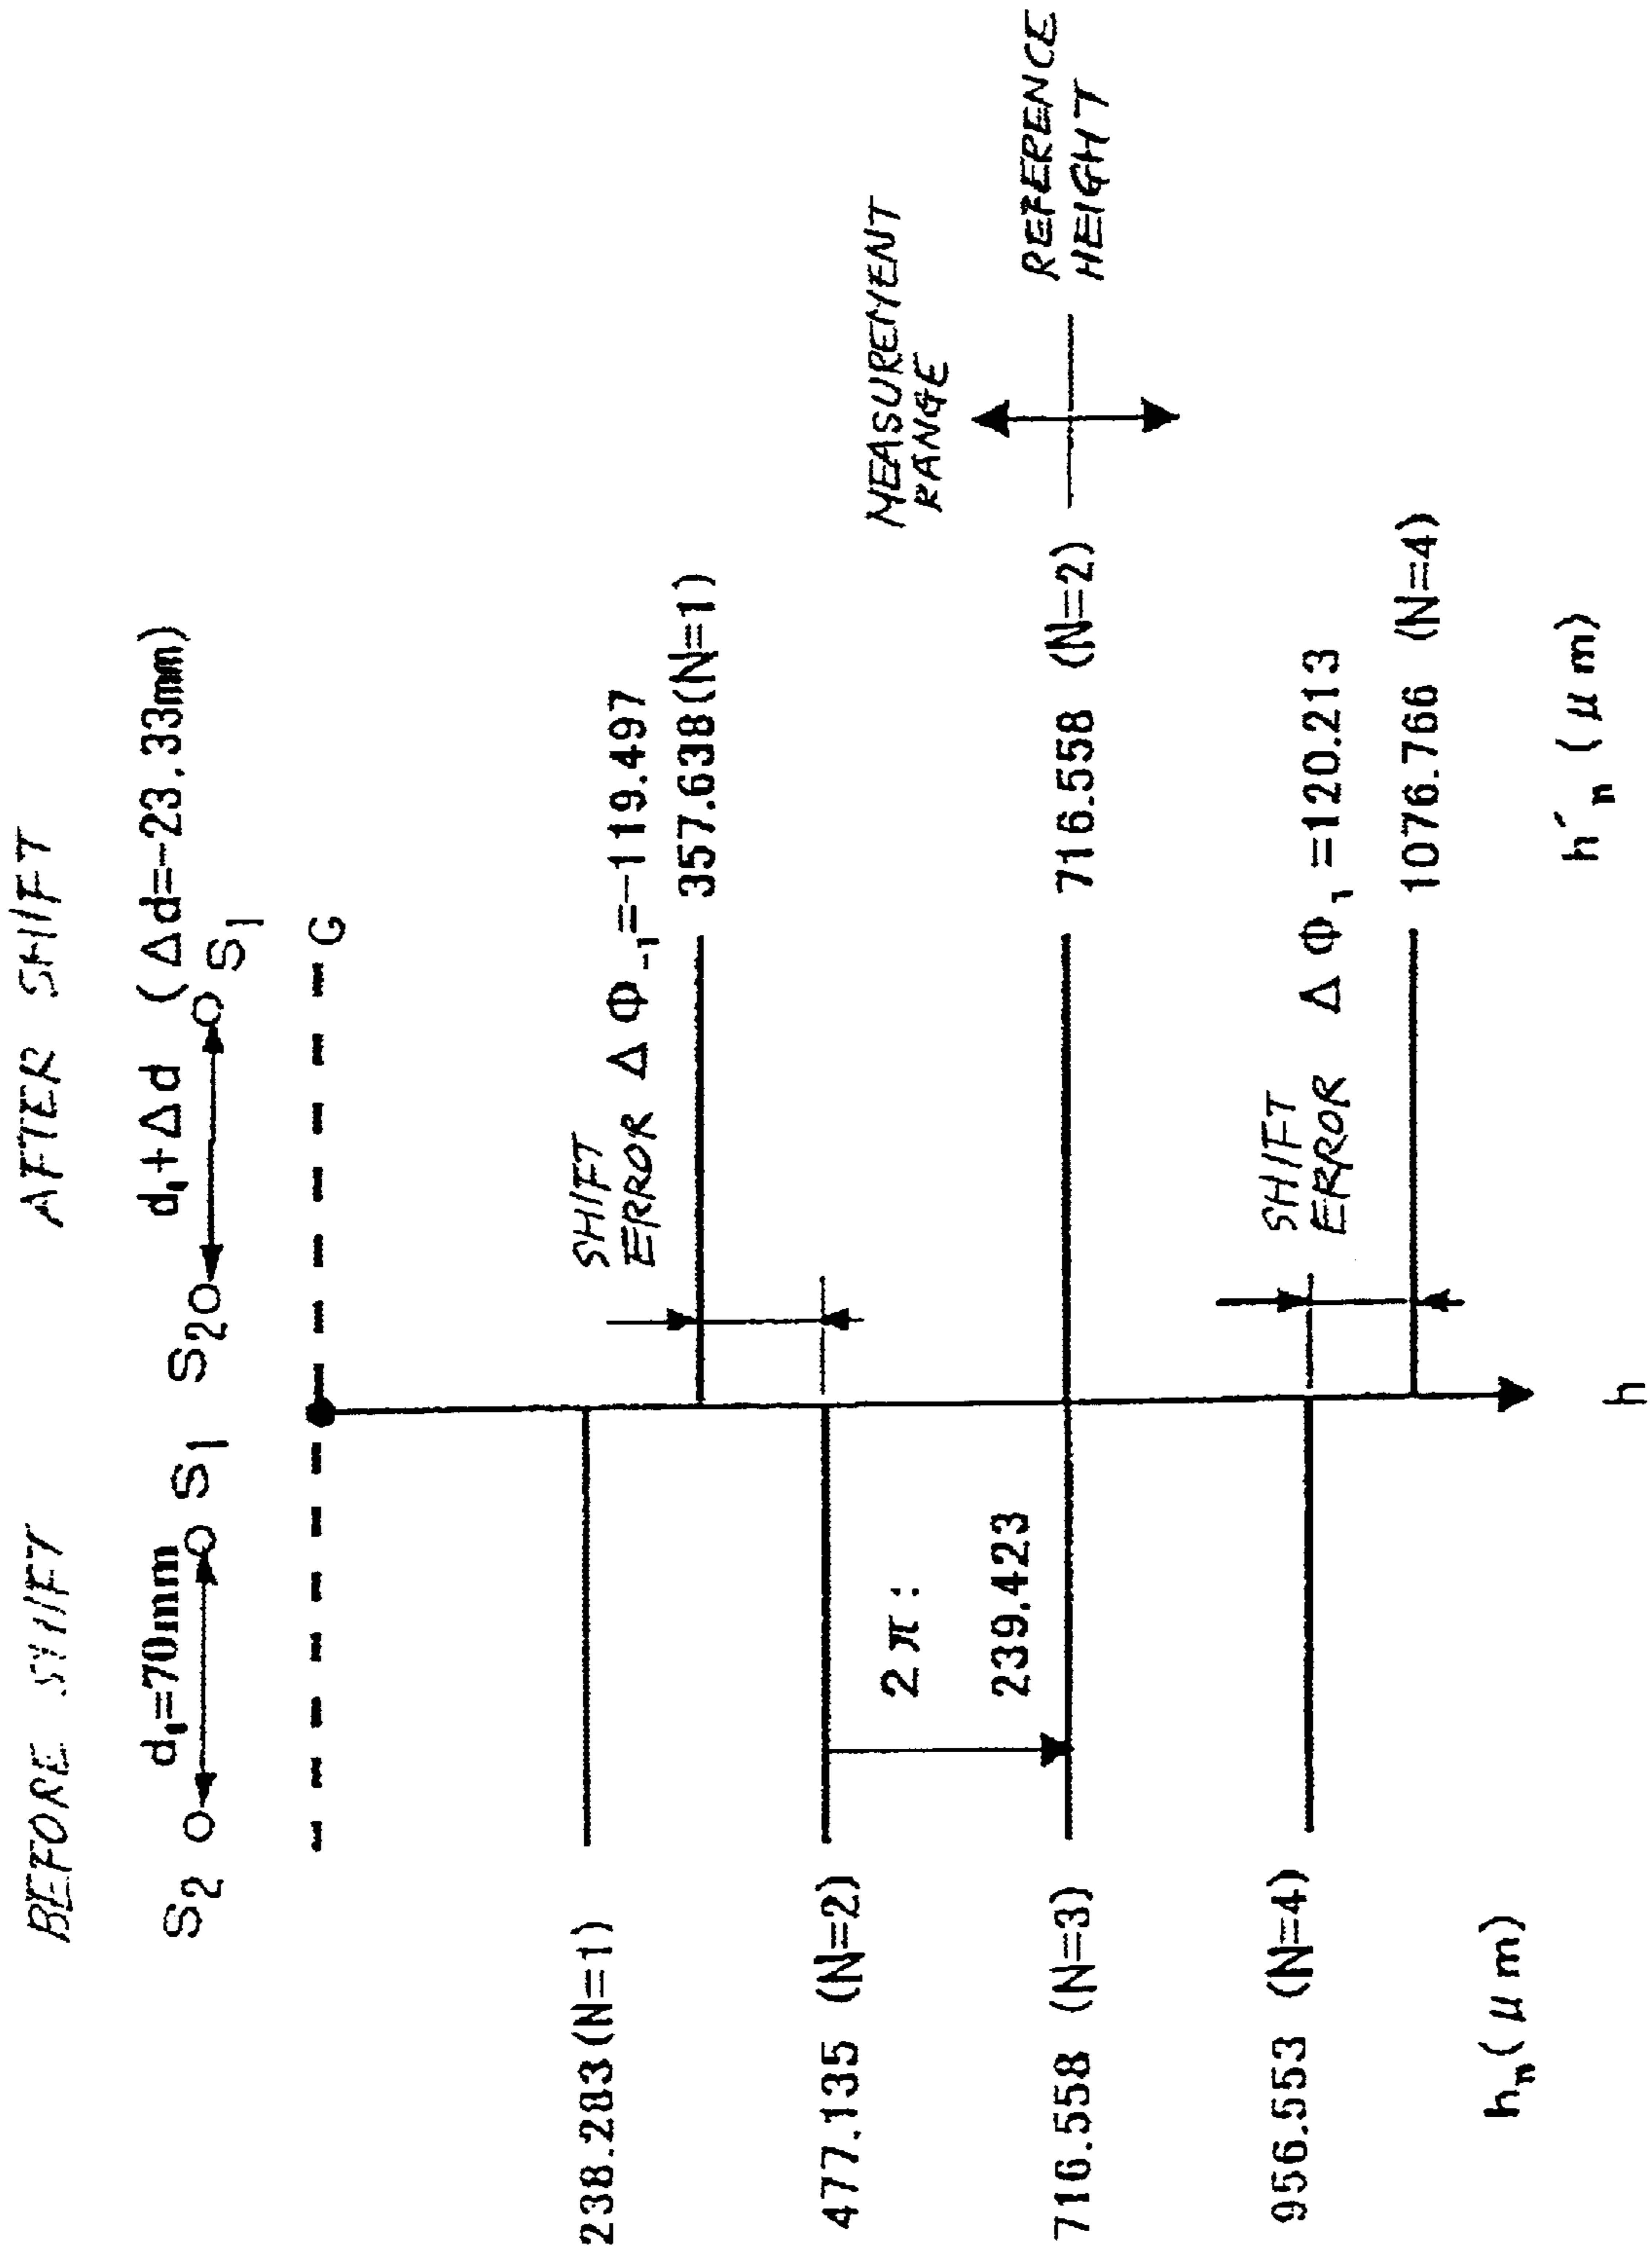 BEFORE SHIFT
AFTER SHIFT
d₁=70mm
S₂
S₁
d₁+Δd (Δd=-23.33mm)
S₂
S₁
G
238.283(N=1)
SHIFT
ERROR ΔΦ₋₁=-119.497
357.638(N=1)
477.135 (N=2)
2π:
239.423
MEASUREMENT
RANGE
716.558 (N=3)
716.558 (N=2)
REFERENCE
HEIGHT
SHIFT
ERROR ΔΦ₁=120.213
956.553 (N=4)
1076.766 (N=4)
hₙ(μm)
h´ₙ(μm)
h